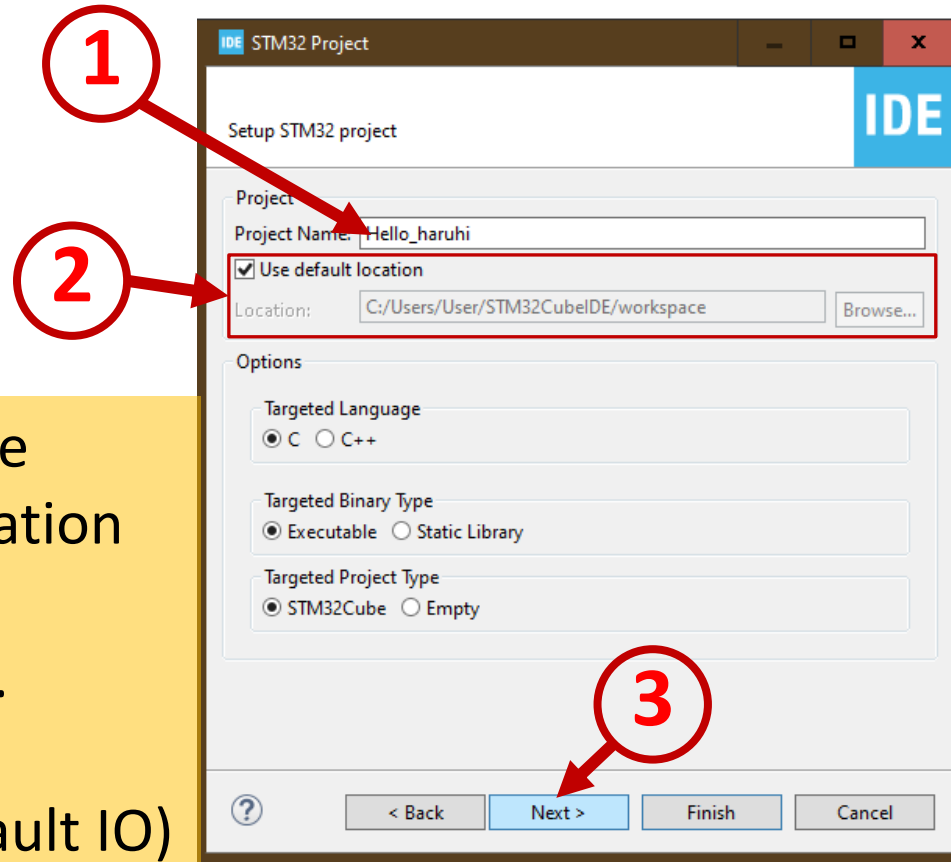 1
IDE STM32 Project
IDE
Setup STM32 project
Project
Project Name: Hello_haruhi
2
Use default location
Location: C:/Users/User/STM32CubeIDE/workspace Browse...
Options
Targeted Language
C C++
Targeted Binary Type
Executable Static Library
Targeted Project Type
STM32Cube Empty
3
? < Back Next > Finish Cancel
e
ation
.
ault IO)